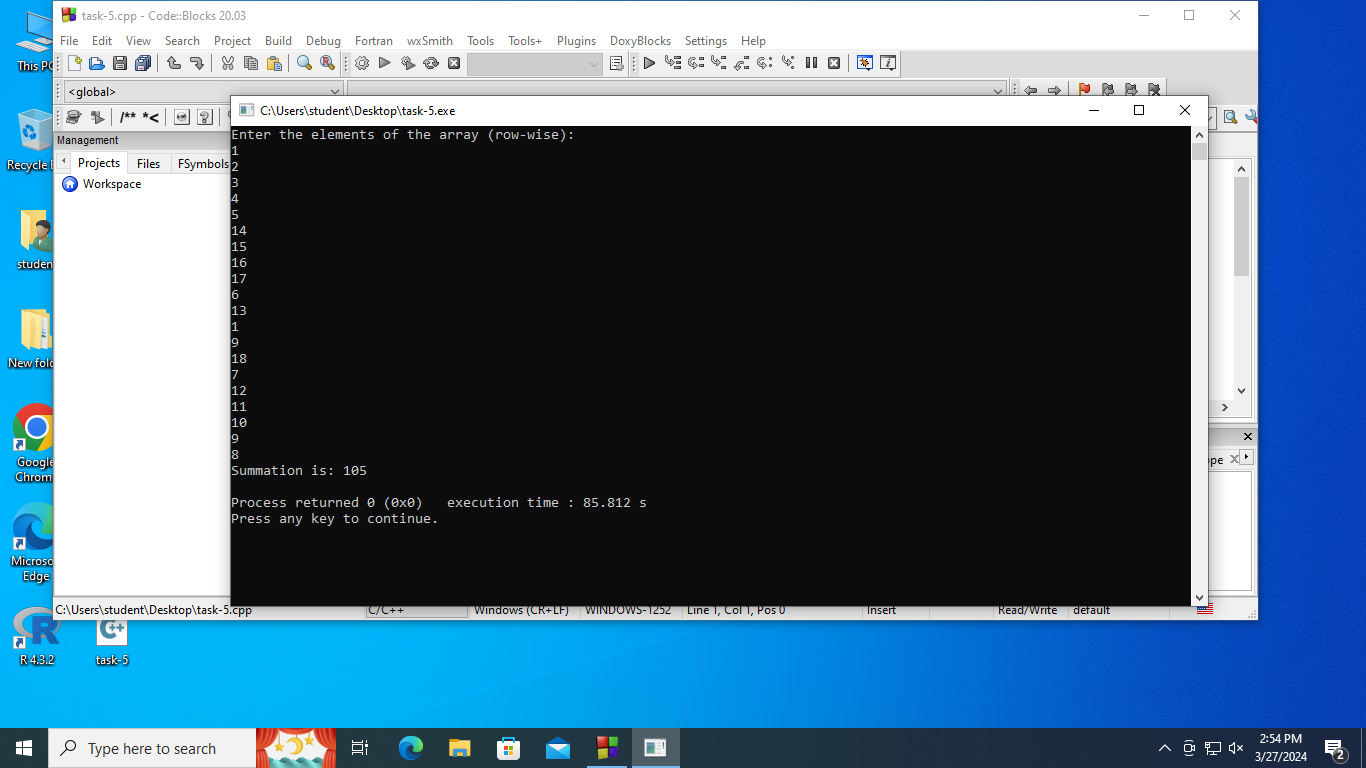 task-5.cpp - Code::Blocks 20.03
File Edit View Search Project Build Debug Fortran wxSmith Tools Tools+ Plugins DoxyBlocks Settings Help
<global>
/** *<
Management
Projects Files FSymbols
Workspace
C:\Users\student\Desktop\task-5.exe
Enter the elements of the array (row-wise):
1
2
3
4
5
14
15
16
17
6
13
1
9
18
7
12
11
10
9
8
Summation is: 105
Process returned 0 (0x0)   execution time : 85.812 s
Press any key to continue.
C:\Users\student\Desktop\task-5.cpp C/C++ Windows (CR+LF) WINDOWS-1252 Line 1, Col 1, Pos 0 Insert Read/Write default
This PC
Recycle
studen
New fold
Google
Chrom
Microso
Edge
R 4.3.2
task-5
Type here to search
2:54 PM
3/27/2024
2